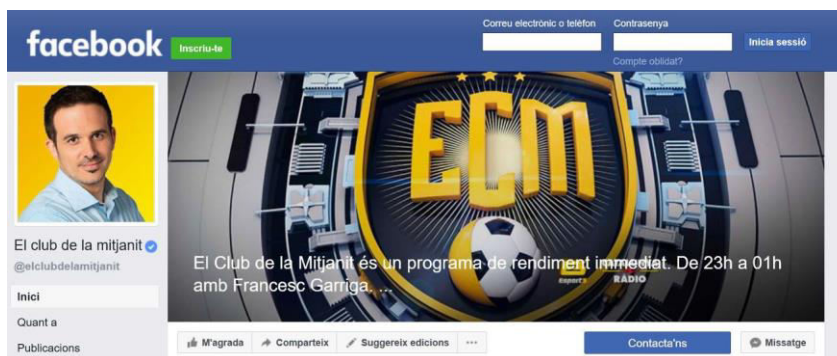 facebook
Inscriu-te
Correu electrònic o telèfon
Contrasenya
Inicia sessió
Compte oblidat?
ECM
El club de la mitjanit
@elclubdelamitjanit
El Club de la Mitjanit és un programa de rendiment immediat. De 23h a 01h
amb Francesc Garriga. ...
Esports
RÀDIO
Inici
Quant a
Publicacions
M'agrada
Comparteix
Suggereix edicions
...
Contacta'ns
Missatge